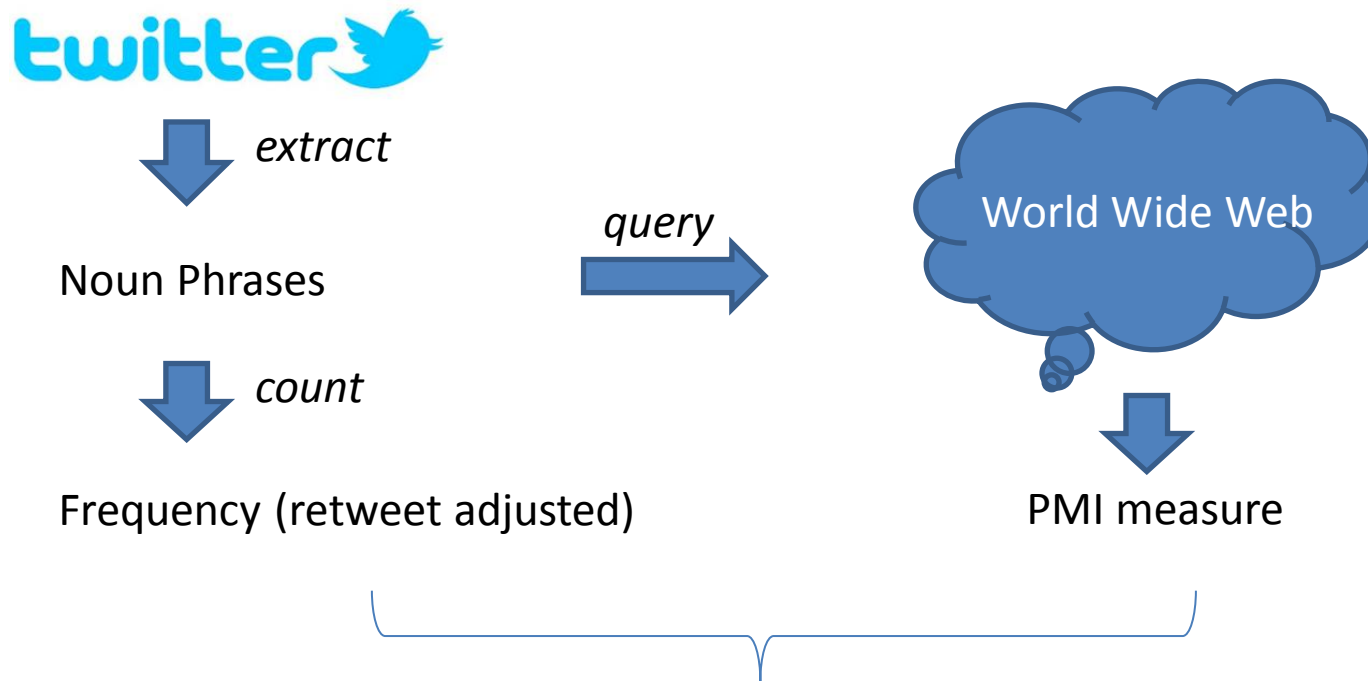 twitter
extract
query
World Wide Web
Noun Phrases
count
Frequency (retweet adjusted)
PMI measure